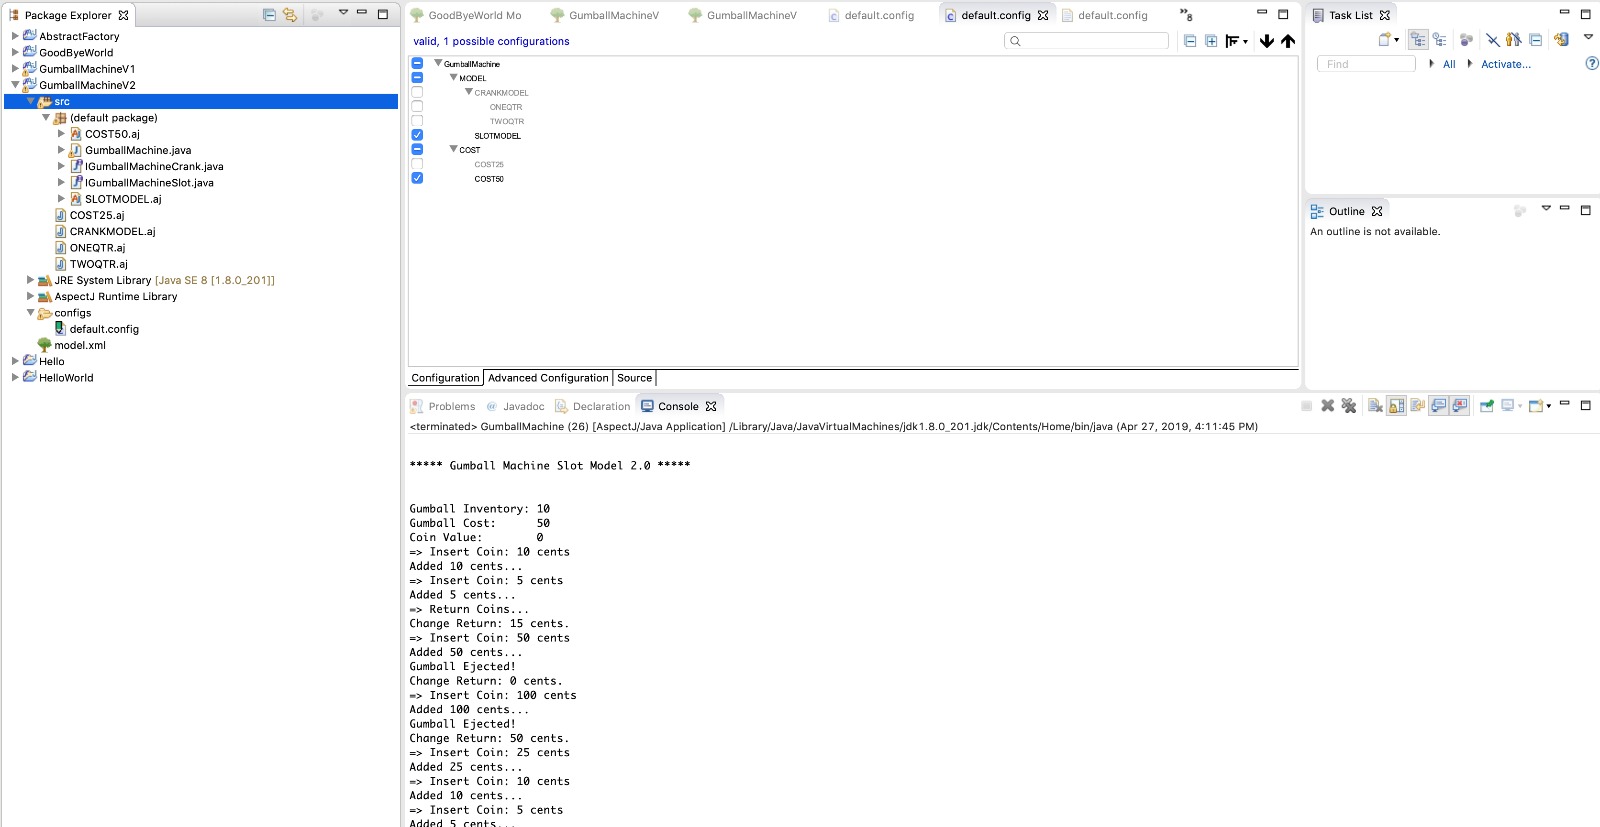 Package Explorer
AbstractFactory
GoodByeWorld
GumballMachineV1
GumballMachineV2
src
(default package)
COST50.aj
GumballMachine.java
IGumballMachineCrank.java
IGumballMachineSlot.java
SLOTMODEL.aj
COST25.aj
CRANKMODEL.aj
ONEQTR.aj
TWOQTR.aj
JRE System Library [Java SE 8 [1.8.0_201]]
AspectJ Runtime Library
configs
default.config
model.xml
Hello
HelloWorld
GoodByeWorld Mo GumballMachineV GumballMachineV default.config default.config default.config »8
valid, 1 possible configurations
GumballMachine
MODEL
CRANKMODEL
ONEQTR
TWOQTR
SLOTMODEL
COST
COST25
COST50
Configuration Advanced Configuration Source
Problems @ Javadoc Declaration Console
<terminated> GumballMachine (26) [AspectJ/Java Application] /Library/Java/JavaVirtualMachines/jdk1.8.0_201.jdk/Contents/Home/bin/java (Apr 27, 2019, 4:11:45 PM)
***** Gumball Machine Slot Model 2.0 *****
Gumball Inventory: 10
Gumball Cost: 50
Coin Value: 0
=> Insert Coin: 10 cents
Added 10 cents...
=> Insert Coin: 5 cents
Added 5 cents...
=> Return Coins...
Change Return: 15 cents.
=> Insert Coin: 50 cents
Added 50 cents...
Gumball Ejected!
Change Return: 0 cents.
=> Insert Coin: 100 cents
Added 100 cents...
Gumball Ejected!
Change Return: 50 cents.
=> Insert Coin: 25 cents
Added 25 cents...
=> Insert Coin: 10 cents
Added 10 cents...
=> Insert Coin: 5 cents
Added 5 cents...
Task List
Find All Activate...
Outline
An outline is not available.